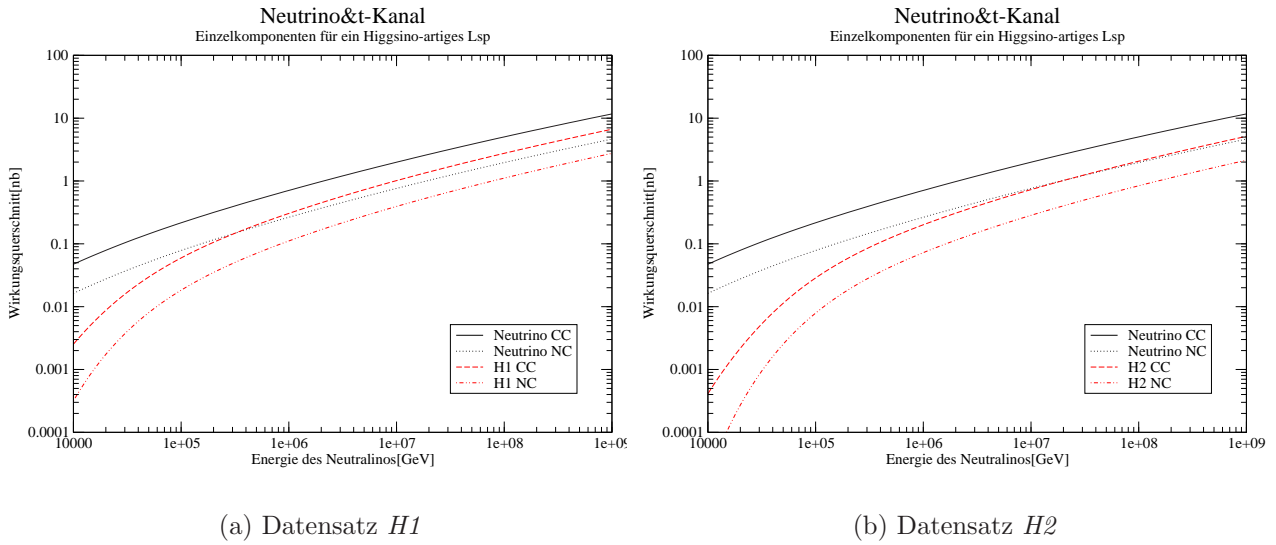 Neutrino&t-Kanal
Einzelkomponenten für ein Higgsino-artiges Lsp
Wirkungsquerschnitt[nb]
100
10
1
0.1
0.01
0.001
0.0001
10000
1e+05
1e+06
1e+07
1e+08
1e+09
Energie des Neutralinos[GeV]
Neutrino CC
Neutrino NC
H1 CC
H1 NC
(a) Datensatz H1
Neutrino&t-Kanal
Einzelkomponenten für ein Higgsino-artiges Lsp
Wirkungsquerschnitt[nb]
100
10
1
0.1
0.01
0.001
0.0001
10000
1e+05
1e+06
1e+07
1e+08
1e+09
Energie des Neutralinos[GeV]
Neutrino CC
Neutrino NC
H2 CC
H2 NC
(b) Datensatz H2